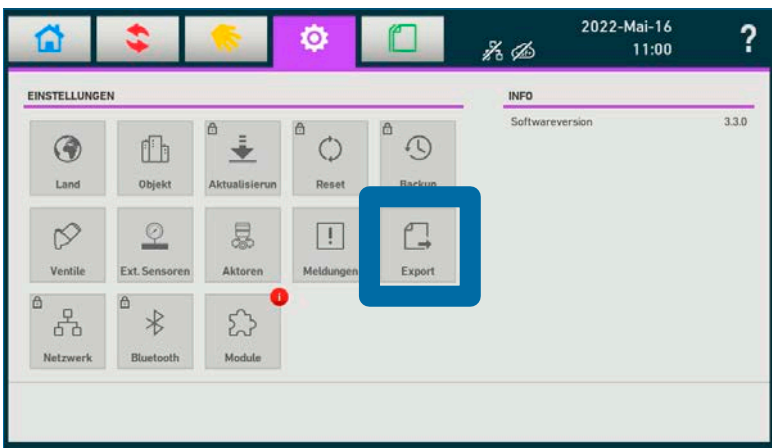 2022-Mai-16
11:00
?
EINSTELLUNGEN
INFO
Softwareversion 3.3.0
Land
Objekt
Aktualisierun
Reset
Backup
Ventile
Ext. Sensoren
Aktoren
!
Meldungen
Export
i
Netzwerk
Bluetooth
Module